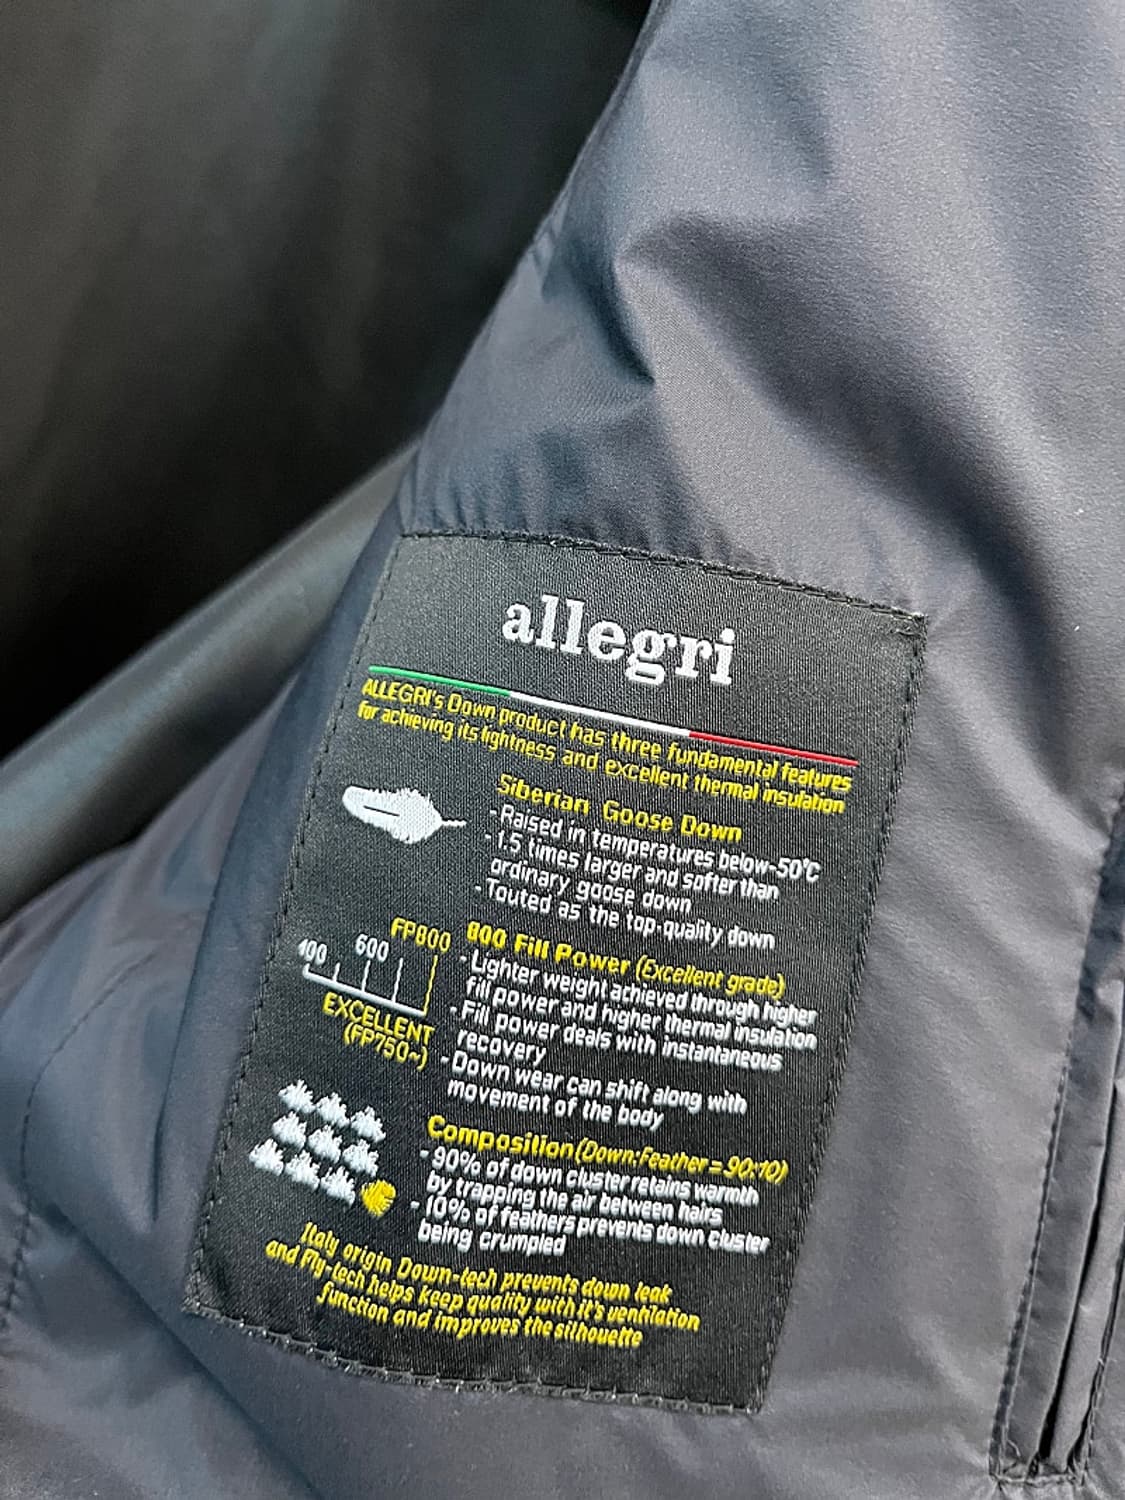 allegri
ALLEGRI's Down product has three fundamental features
for achieving its lightness and excellent thermal insulation
Siberian Goose Down
- Raised in temperatures below-50°C
- 1.5 times larger and softer than
ordinary goose down
- Touted as the top-quality down
400 600 FP800
EXCELLENT
(FP750~)
800 Fill Power (Excellent grade)
- Lighter weight achieved through higher
fill power and higher thermal insulation
- Fill power deals with instantaneous
recovery
- Down wear can shift along with
movement of the body
Composition (Down:Feather = 90:10)
- 90% of down cluster retains warmth
by trapping the air between hairs
- 10% of feathers prevents down cluster
being crumpled
Italy origin Down-tech prevents down leak
and Fly-tech helps keep quality with it's ventilation
function and improves the silhouette